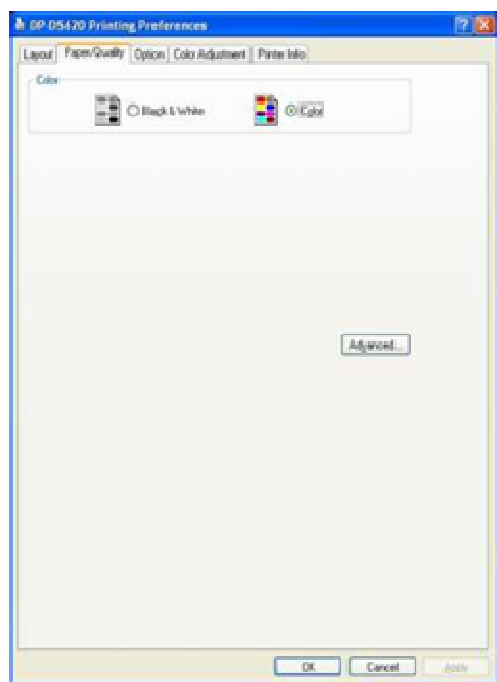 DP-DS620 Printing Preferences
Layout Paper/Quality Option Color Adjustment Printer Info
Color
Black & White Color
Advanced...
OK Cancel Apply